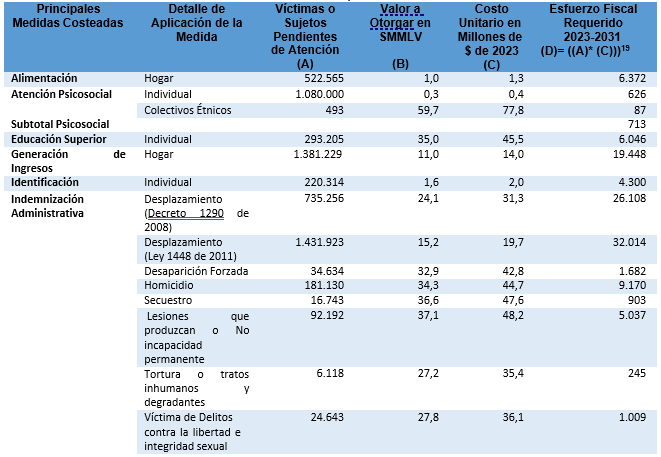 Principales Medidas Costeadas | Detalle de Aplicación de la Medida | Víctimas o Sujetos Pendientes de Atención (A) | Valor a Otorgar en SMMLV (B) | Costo Unitario en Millones de $ de 2023 (C) | Esfuerzo Fiscal Requerido 2023-2031 (D)= ((A)* (C)))¹⁹
Alimentación | Hogar | 522.565 | 1,0 | 1,3 | 6.372
Atención Psicosocial | Individual | 1.080.000 | 0,3 | 0,4 | 626
Colectivos Étnicos | 493 | 59,7 | 77,8 | 87
Subtotal Psicosocial | 713
Educación Superior | Individual | 293.205 | 35,0 | 45,5 | 6.046
Generación de Ingresos | Hogar | 1.381.229 | 11,0 | 14,0 | 19.448
Identificación | Individual | 220.314 | 1,6 | 2,0 | 4.300
Indemnización Administrativa | Desplazamiento (Decreto 1290 de 2008) | 735.256 | 24,1 | 31,3 | 26.108
Desplazamiento (Ley 1448 de 2011) | 1.431.923 | 15,2 | 19,7 | 32.014
Desaparición Forzada | 34.634 | 32,9 | 42,8 | 1.682
Homicidio | 181.130 | 34,3 | 44,7 | 9.170
Secuestro | 16.743 | 36,6 | 47,6 | 903
Lesiones que produzcan o No incapacidad permanente | 92.192 | 37,1 | 48,2 | 5.037
Tortura o tratos inhumanos y degradantes | 6.118 | 27,2 | 35,4 | 245
Víctima de Delitos contra la libertad e integridad sexual | 24.643 | 27,8 | 36,1 | 1.009